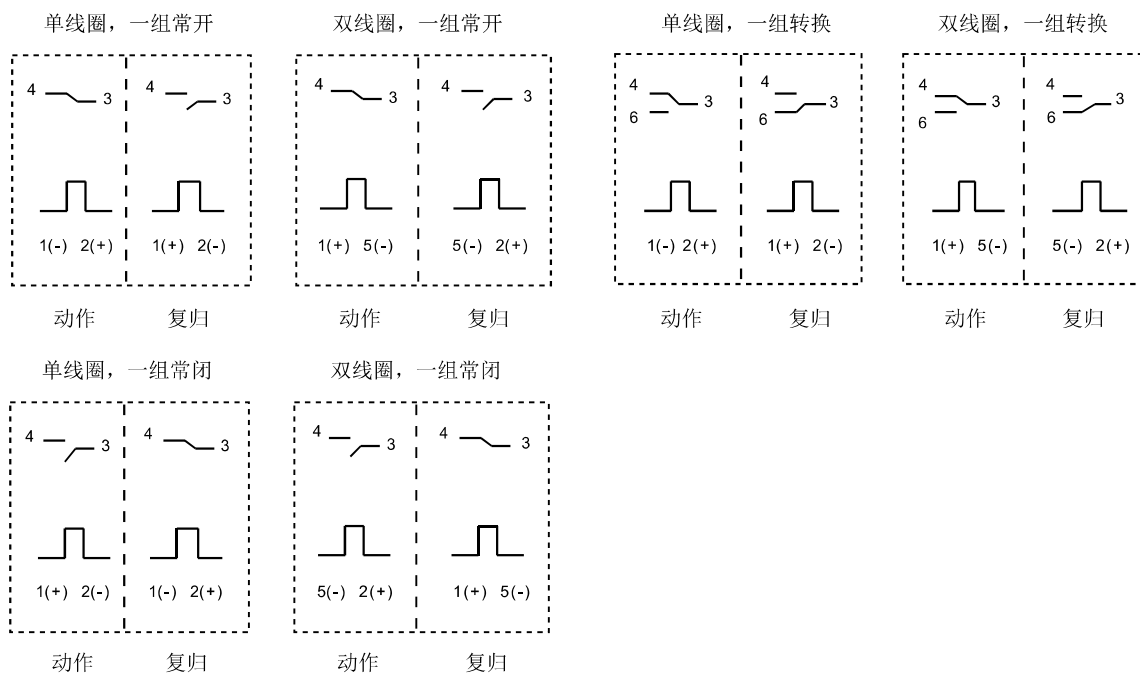 单线圈，一组常开 双线圈，一组常开 单线圈，一组转换 双线圈，一组转换
4 3 4 3 4 3 4 3 4 6 3 4 6 3 4 6 3 4 6 3
1(-) 2(+) 1(+) 2(-) 1(+) 5(-) 5(-) 2(+) 1(-) 2(+) 1(+) 2(-) 1(+) 5(-) 5(-) 2(+)
动作 复归 动作 复归 动作 复归 动作 复归
单线圈，一组常闭 双线圈，一组常闭
4 3 4 3 4 3 4 3
1(+) 2(-) 1(-) 2(+) 5(-) 2(+) 1(+) 5(-)
动作 复归 动作 复归